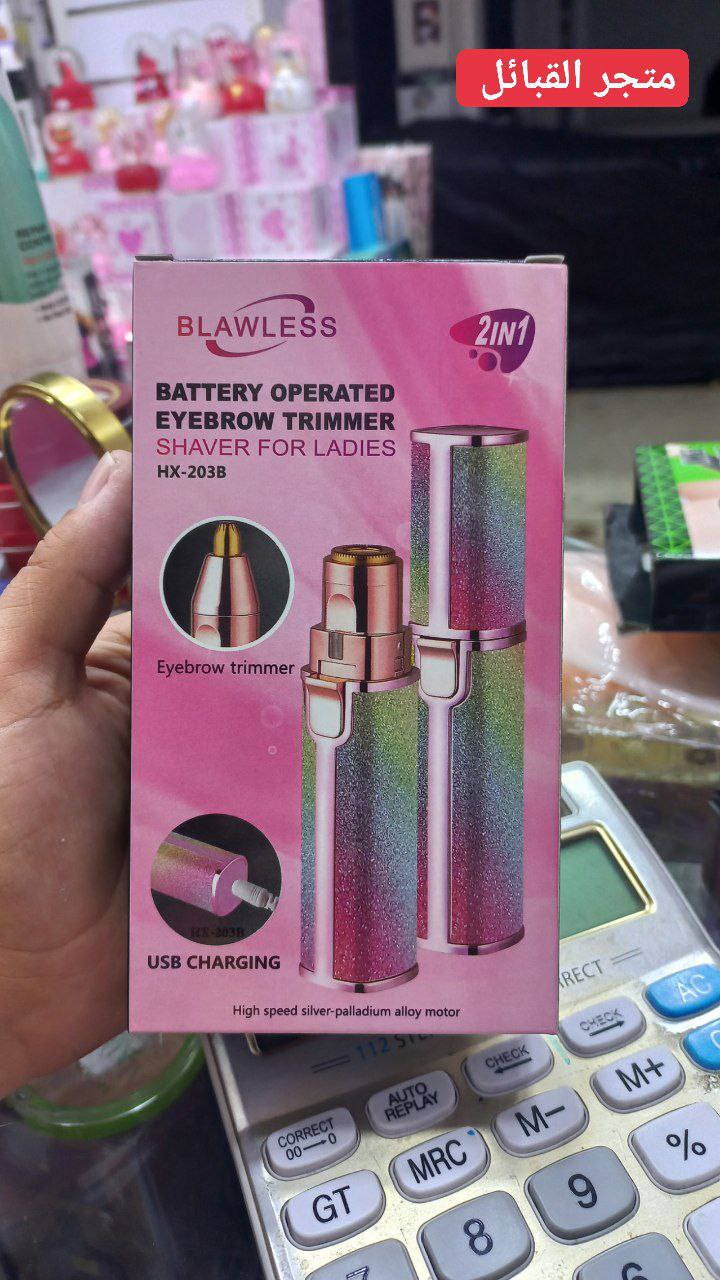 متجر القبائل
BLAWLESS
2IN1
BATTERY OPERATED
EYEBROW TRIMMER
SHAVER FOR LADIES
HX-203B
Eyebrow trimmer
HX-203B
USB CHARGING
High speed silver-palladium alloy motor
CHECK
CHECK
AC
AUTO
REPLAY
M+
CORRECT
00→0
MRC
M−
%
GT
8
9